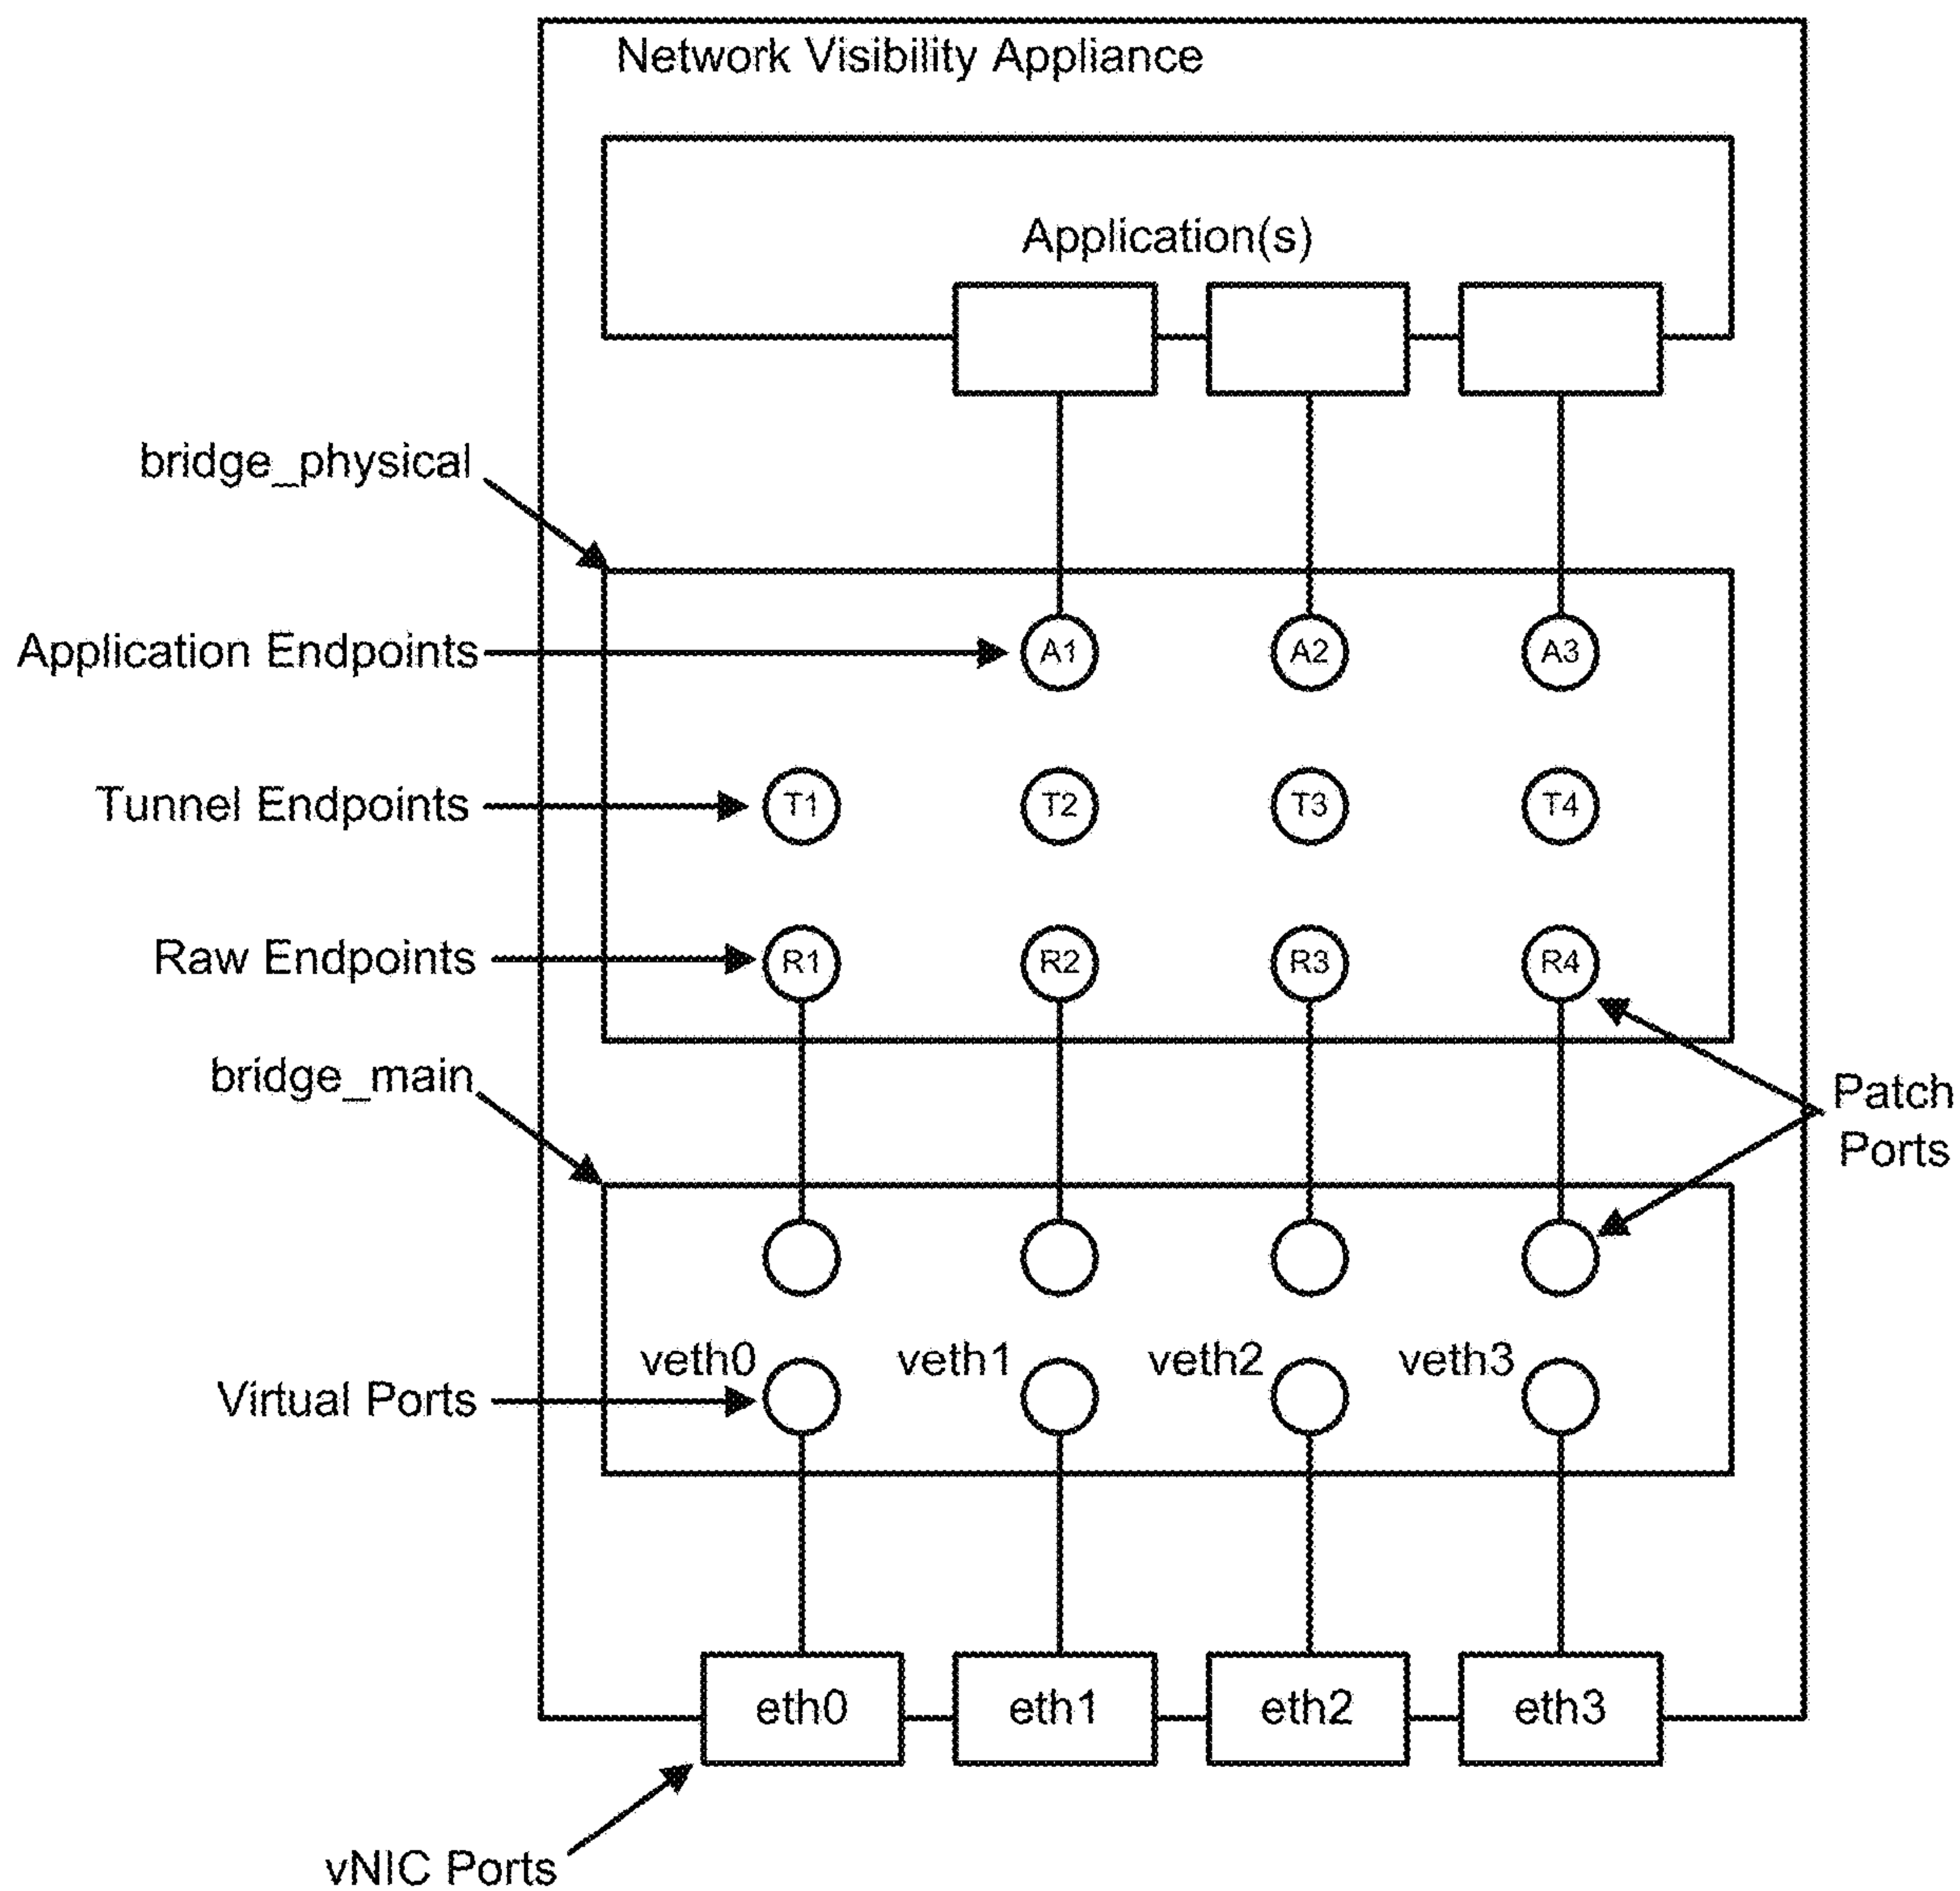 Network Visibility Appliance
Application(s)
bridge_physical
Application Endpoints
A1
A2
A3
Tunnel Endpoints
T1
T2
T3
T4
Raw Endpoints
R1
R2
R3
R4
bridge_main
Patch
Ports
veth0
veth1
veth2
veth3
Virtual Ports
eth0
eth1
eth2
eth3
vNIC Ports